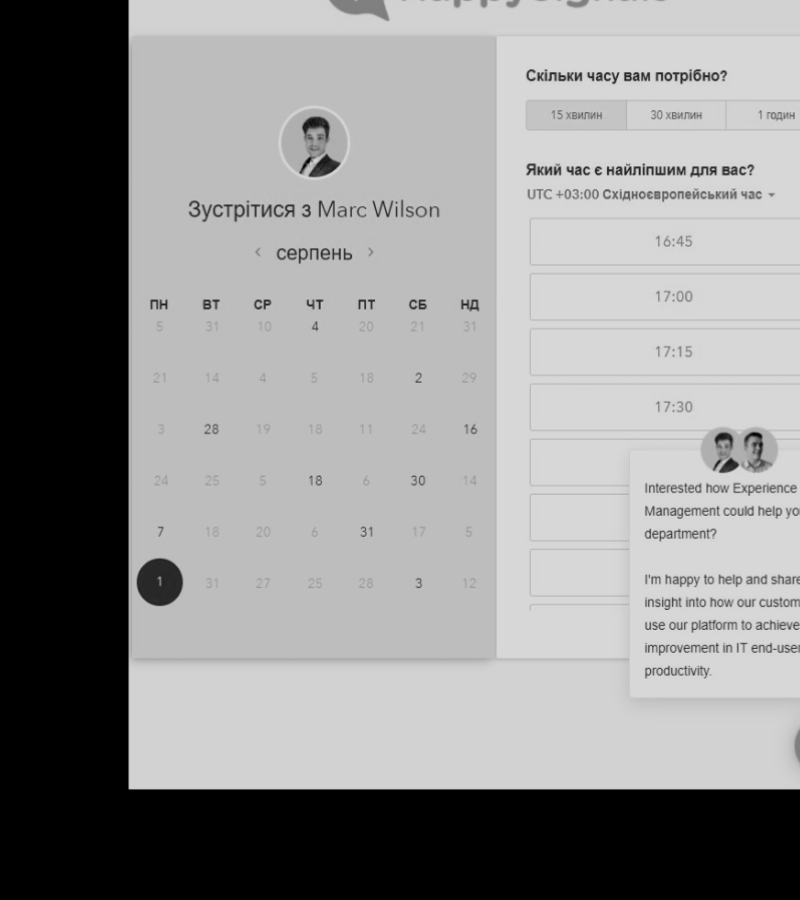 HappySignals
Зустрітися з Marc Wilson
серпень
ПН ВТ СР ЧТ ПТ СБ НД
5 31 10 4 20 21 31
21 14 4 5 18 2 29
3 28 19 18 11 24 16
24 25 5 18 6 30 14
7 18 20 6 31 17 5
1 31 27 25 28 3 12
Скільки часу вам потрібно?
15 хвилин 30 хвилин 1 годин
Який час є найліпшим для вас?
UTC +03:00 Східноєвропейський час
16:45
17:00
17:15
17:30
Interested how Experience
Management could help yo
department?
I'm happy to help and share
insight into how our custom
use our platform to achieve
improvement in IT end-user
productivity.